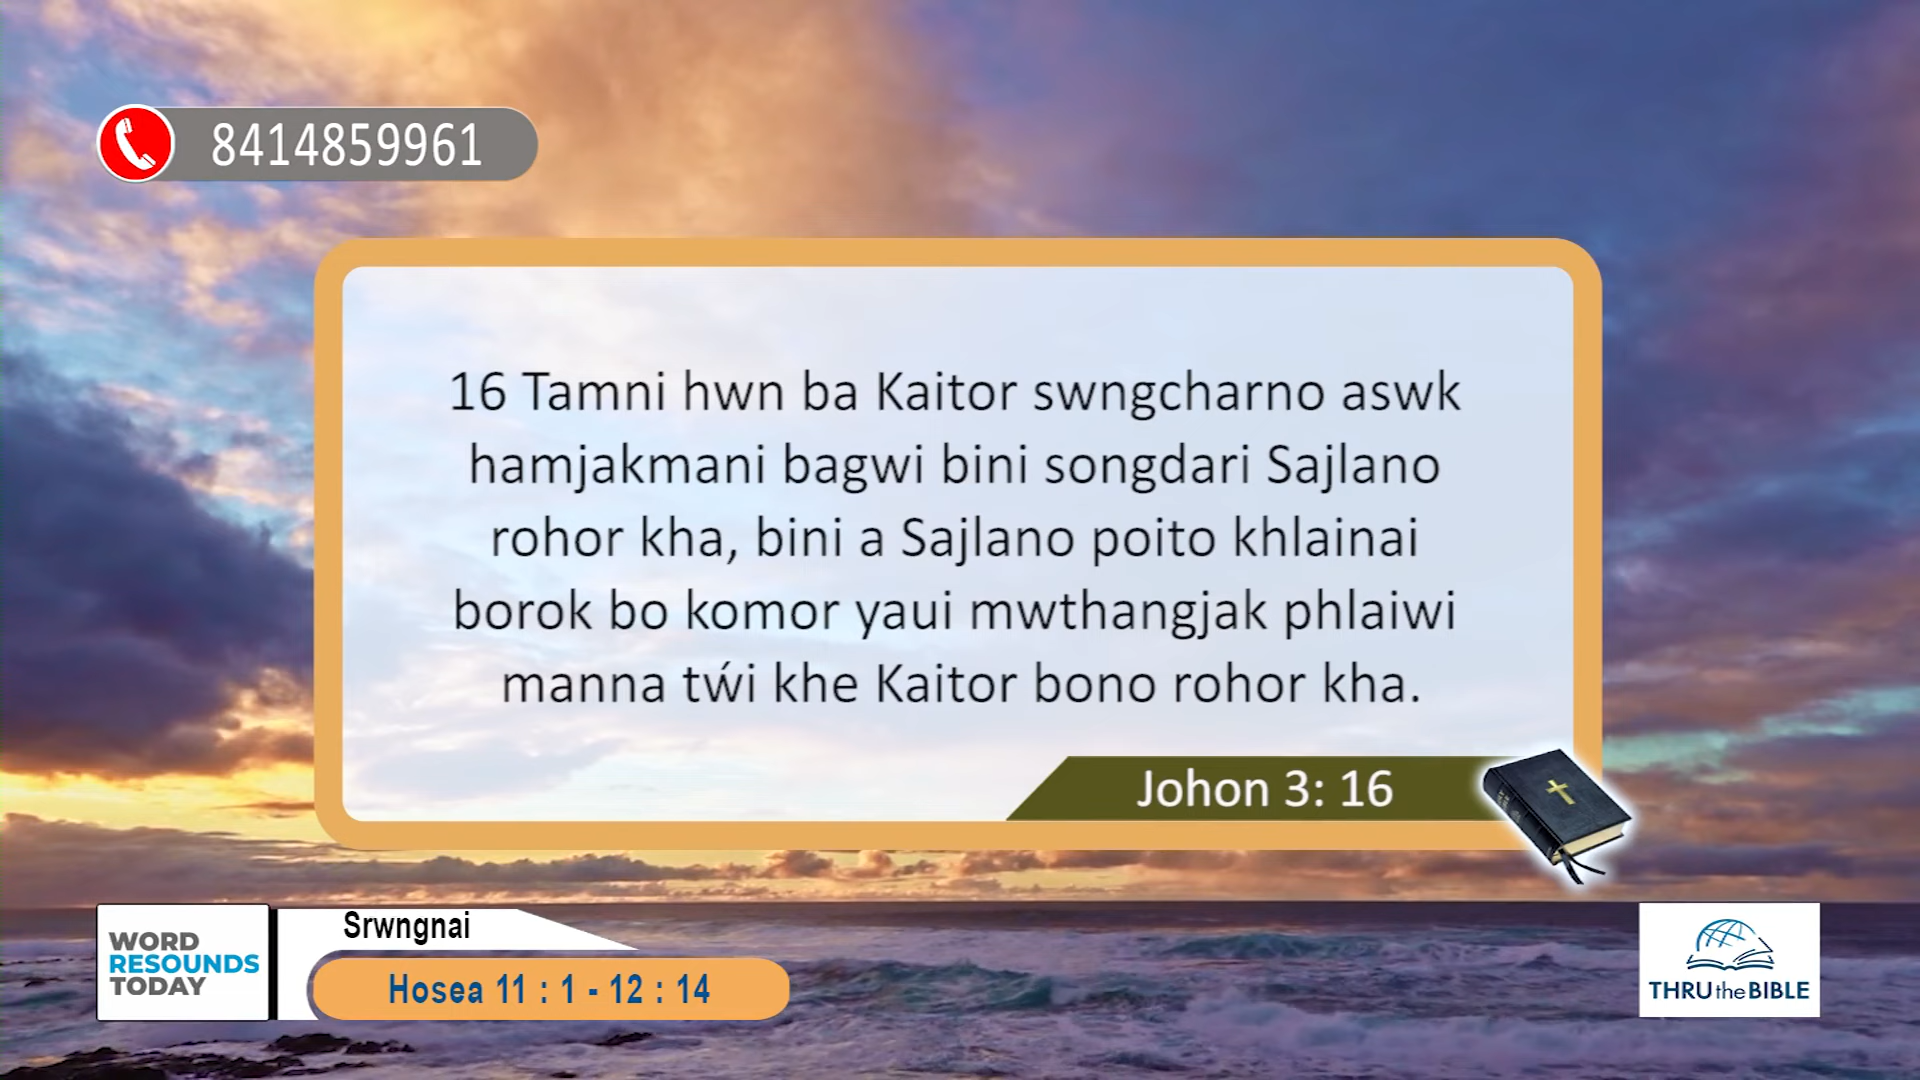 8414859961
16 Tamni hwn ba Kaitor swngcharno aswk
hamjakmani bagwi bini songdari Sajlano
rohor kha, bini a Sajlano poito khlainai
borok bo komor yaui mwthangjak phlaiwi
manna tẃi khe Kaitor bono rohor kha.
Johon 3: 16
WORD
RESOUNDS
TODAY
Srwngnai
Hosea 11 : 1 - 12 : 14
THRU the BIBLE